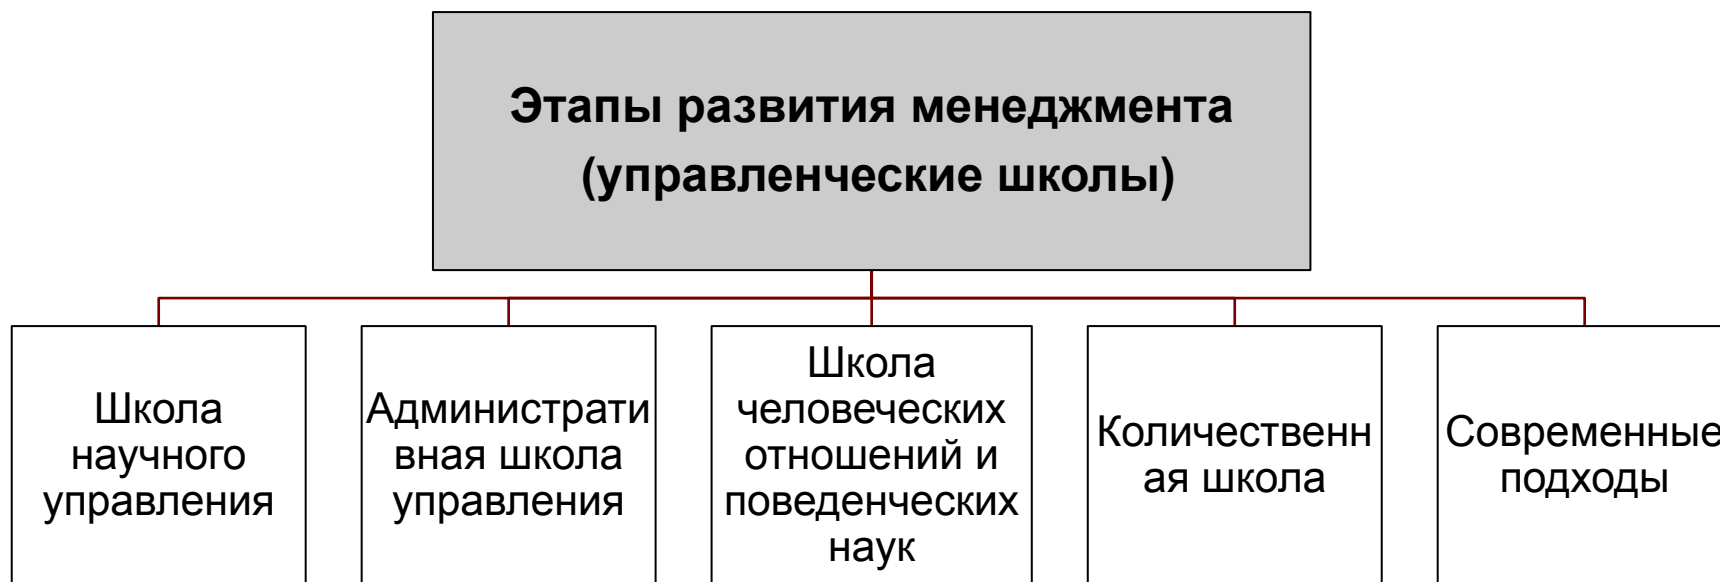 Этапы развития менеджмента
(управленческие школы)
Школа
научного
управления
Администрати
вная школа
управления
Школа
человеческих
отношений и
поведенческих
наук
Количественн
ая школа
Современные
подходы